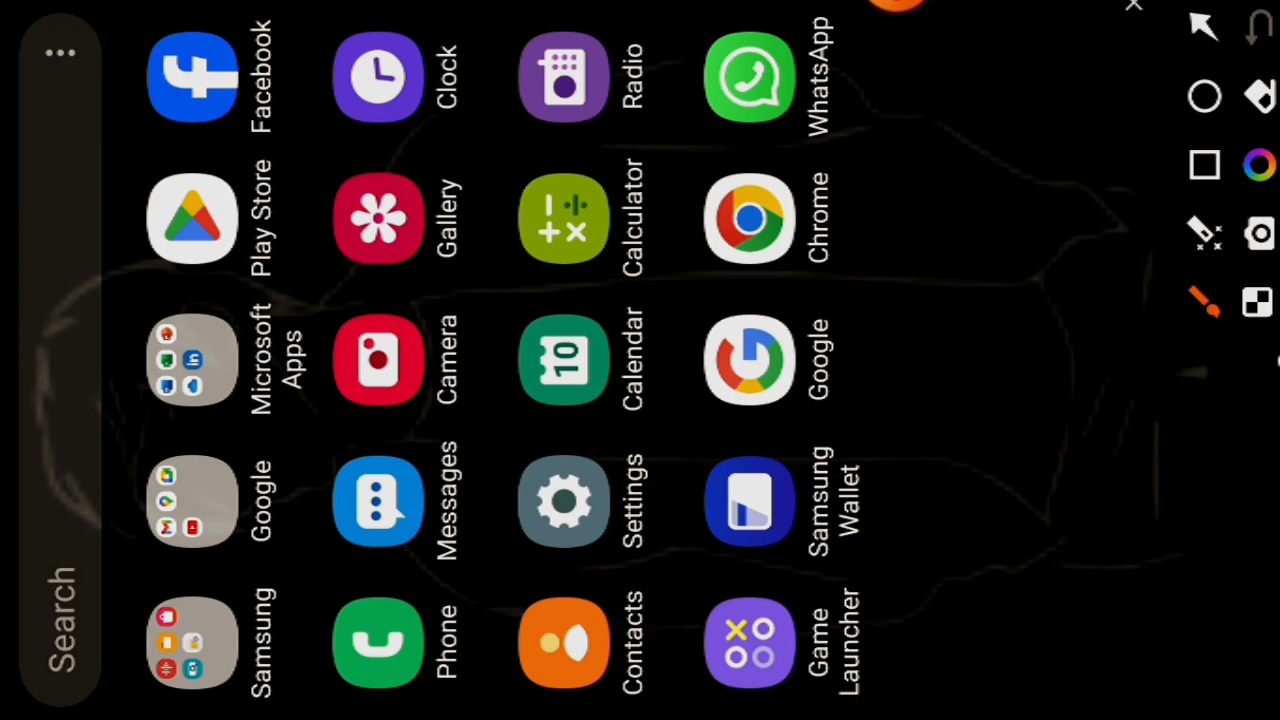 Search
Samsung
Google
Microsoft
Apps
Play Store
Facebook
Phone
Messages
Camera
Gallery
Clock
Contacts
Settings
10
Calendar
Calculator
Radio
Game
Launcher
Samsung
Wallet
Google
Chrome
WhatsApp